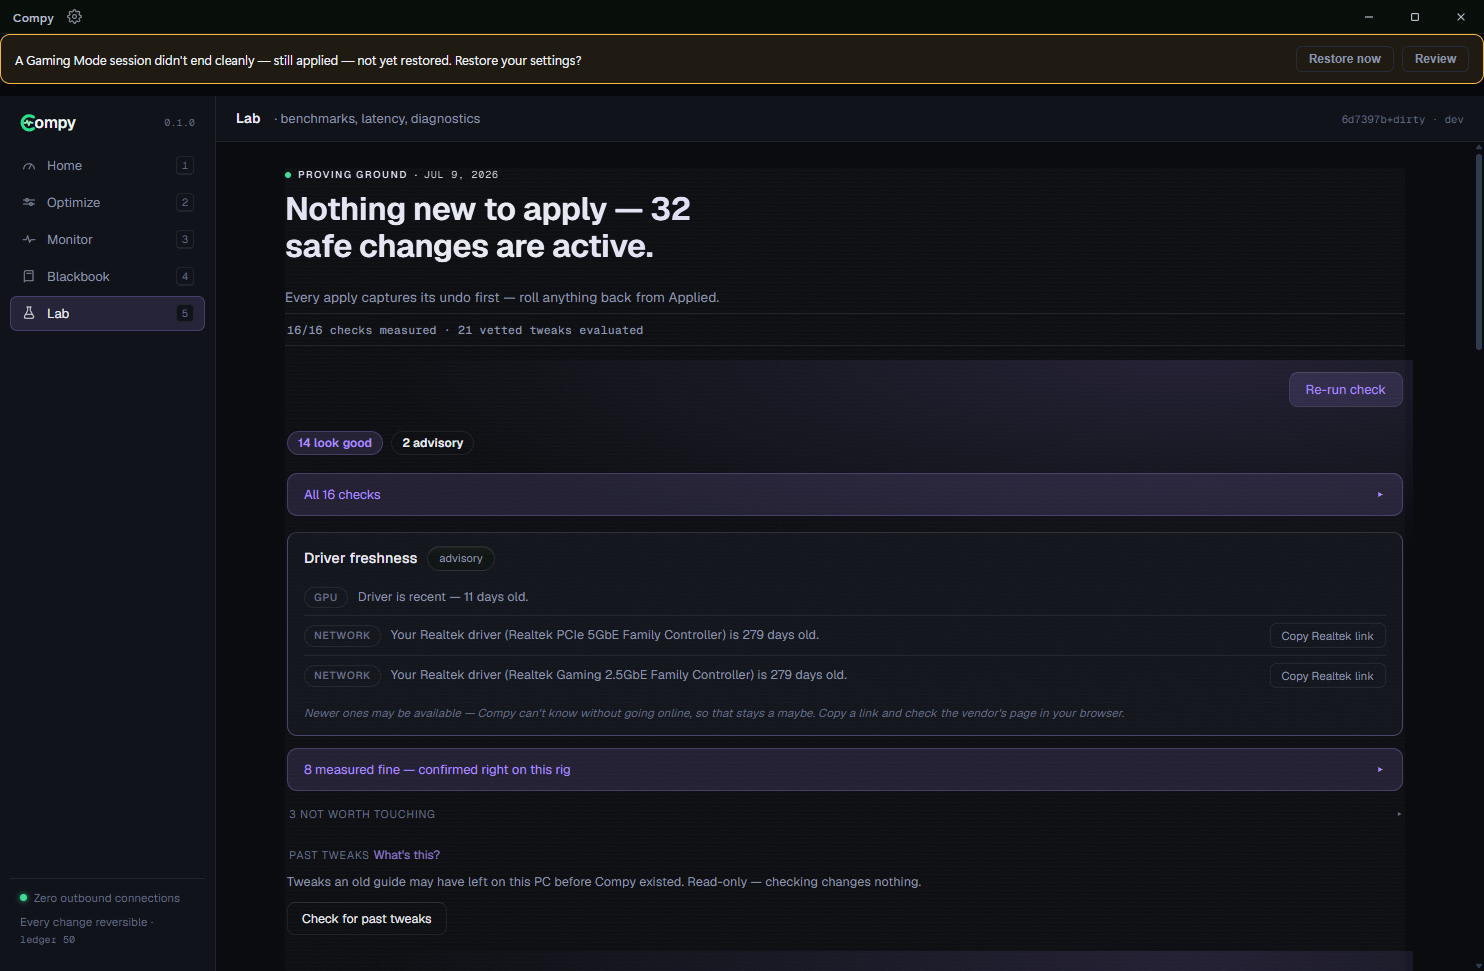 Compy
A Gaming Mode session didn't end cleanly — still applied — not yet restored. Restore your settings?
Restore now
Review
Compy
0.1.0
Home
1
Optimize
2
Monitor
3
Blackbook
4
Lab
5
Zero outbound connections
Every change reversible ·
ledger 50
Lab · benchmarks, latency, diagnostics
6d7397b+dirty · dev
PROVING GROUND · JUL 9, 2026
Nothing new to apply — 32
safe changes are active.
Every apply captures its undo first — roll anything back from Applied.
16/16 checks measured · 21 vetted tweaks evaluated
Re-run check
14 look good
2 advisory
All 16 checks
Driver freshness
advisory
GPU
Driver is recent — 11 days old.
NETWORK
Your Realtek driver (Realtek PCIe 5GbE Family Controller) is 279 days old.
Copy Realtek link
NETWORK
Your Realtek driver (Realtek Gaming 2.5GbE Family Controller) is 279 days old.
Copy Realtek link
Newer ones may be available — Compy can't know without going online, so that stays a maybe. Copy a link and check the vendor's page in your browser.
8 measured fine — confirmed right on this rig
3 NOT WORTH TOUCHING
PAST TWEAKS What's this?
Tweaks an old guide may have left on this PC before Compy existed. Read-only — checking changes nothing.
Check for past tweaks